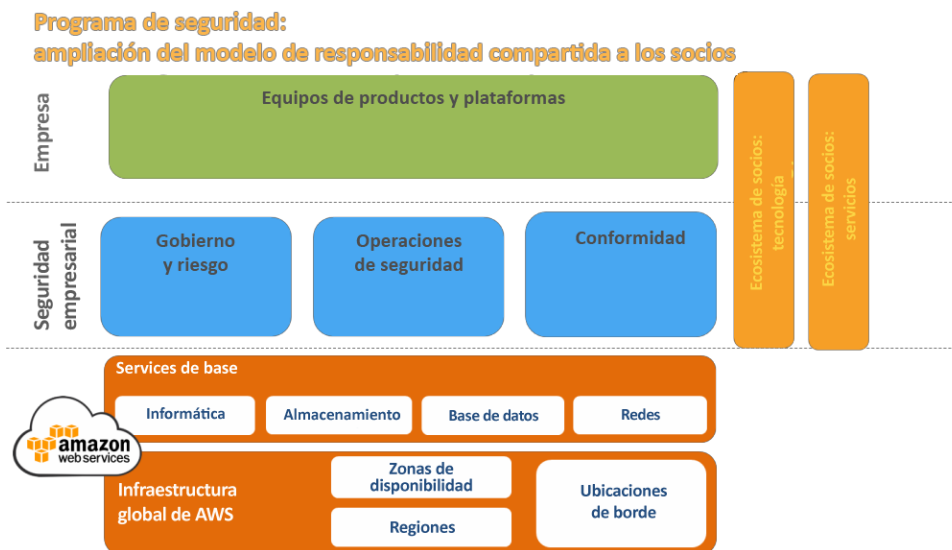 Programa de seguridad:
ampliación del modelo de responsabilidad compartida a los socios
Empresa
Equipos de productos y plataformas
Ecosistema de socios:
tecnología
Ecosistema de socios:
servicios
Seguridad
empresarial
Gobierno
y riesgo
Operaciones
de seguridad
Conformidad
Services de base
Informática
Almacenamiento
Base de datos
Redes
amazon
web services
Infraestructura
global de AWS
Zonas de
disponibilidad
Regiones
Ubicaciones
de borde